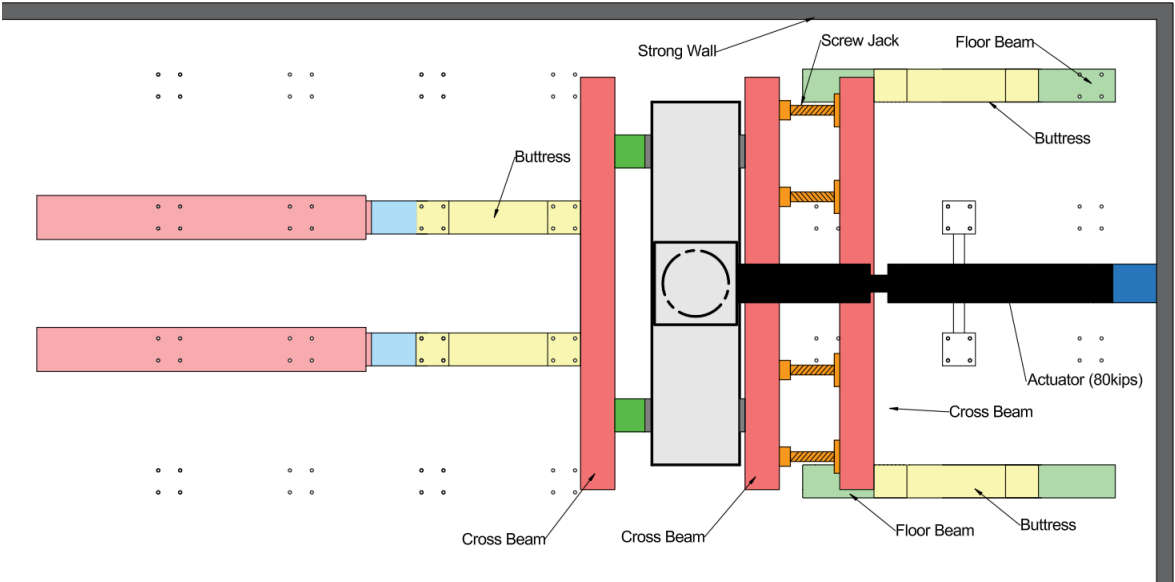 Screw Jack
Floor Beam
Strong Wall
Buttress
Buttress
Actuator (80kips)
Cross Beam
Cross Beam
Cross Beam
Floor Beam
Buttress